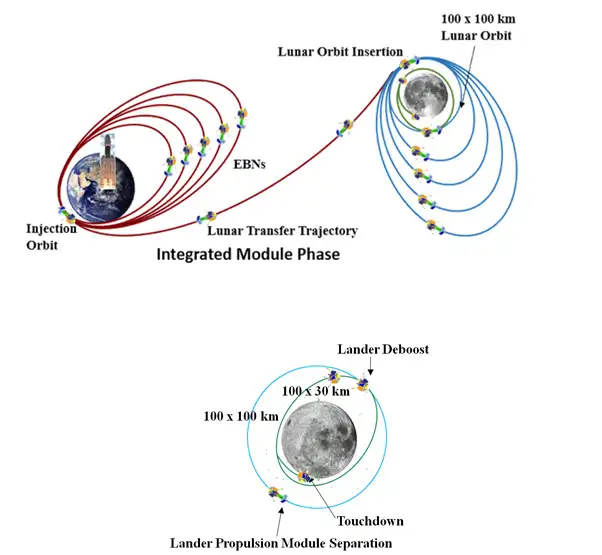 Lunar Orbit Insertion
100 x 100 km
Lunar Orbit
EBNs
Injection
Orbit
Lunar Transfer Trajectory
Integrated Module Phase
Lander Deboost
100 x 30 km
100 x 100 km
Touchdown
Lander Propulsion Module Separation